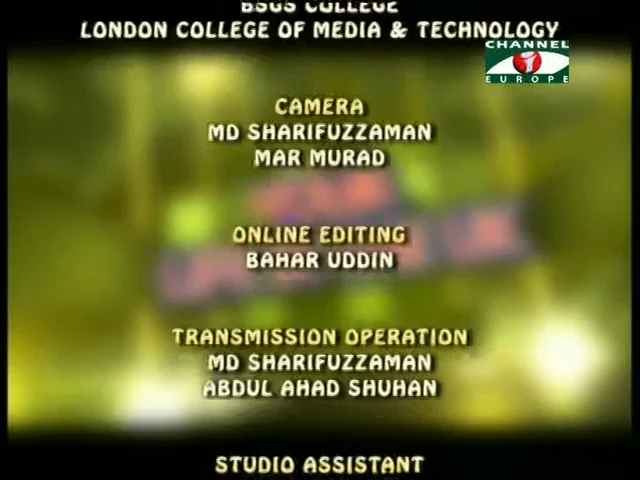 BSGS COLLEGE
LONDON COLLEGE OF MEDIA & TECHNOLOGY
CHANNEL
i
EUROPE
CAMERA
MD SHARIFUZZAMAN
MAR MURAD
ONLINE EDITING
BAHAR UDDIN
TRANSMISSION OPERATION
MD SHARIFUZZAMAN
ABDUL AHAD SHUHAN
STUDIO ASSISTANT